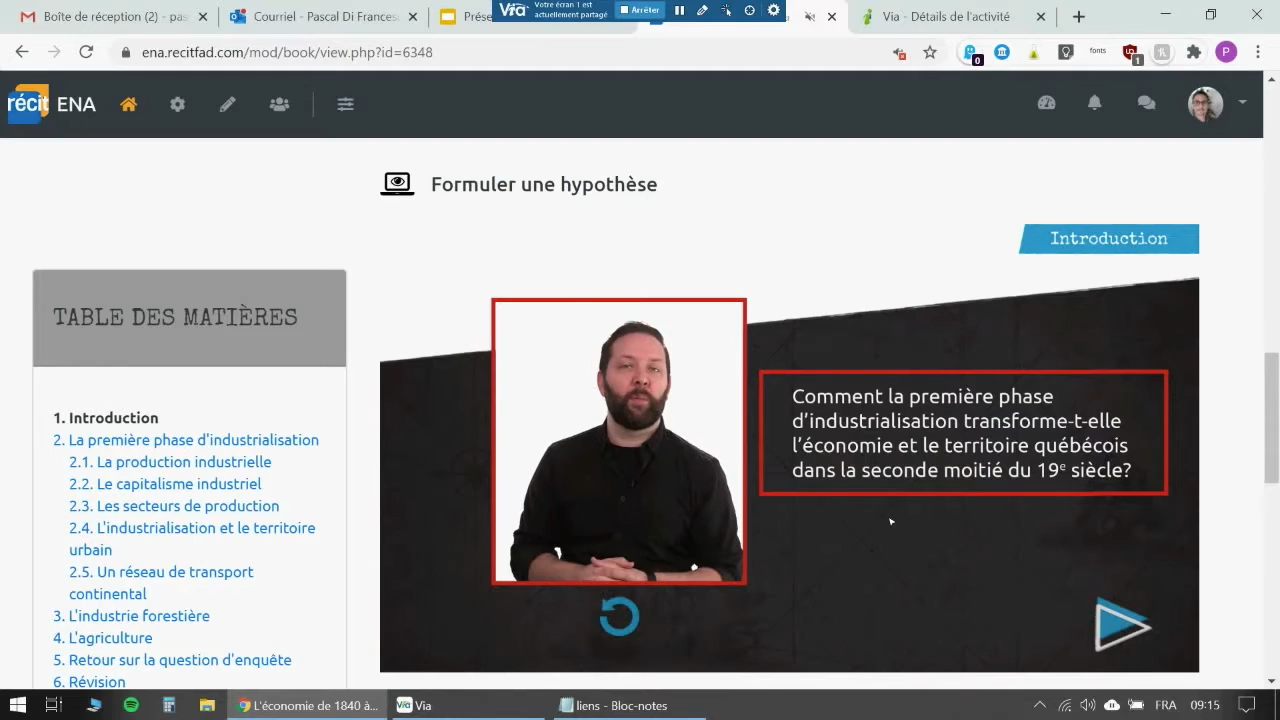 Boîte de réception
Courriel - Pascal Di Frances
Prése
Via
Votre écran 1 est
actuellement partagé
Arrêter
Via - Détails de l'activité
ena.recitfad.com/mod/book/view.php?id=6348
0
fonts
1
P
récit ENA
Formuler une hypothèse
Introduction
TABLE DES MATIÈRES
1. Introduction
2. La première phase d'industrialisation
2.1. La production industrielle
2.2. Le capitalisme industriel
2.3. Les secteurs de production
2.4. L'industrialisation et le territoire
urbain
2.5. Un réseau de transport
continental
3. L'industrie forestière
4. L'agriculture
5. Retour sur la question d'enquête
6. Révision
Comment la première phase
d'industrialisation transforme-t-elle
l'économie et le territoire québécois
dans la seconde moitié du 19e siècle?
L'économie de 1840 à...
Via
liens - Bloc-notes
FRA
09:15